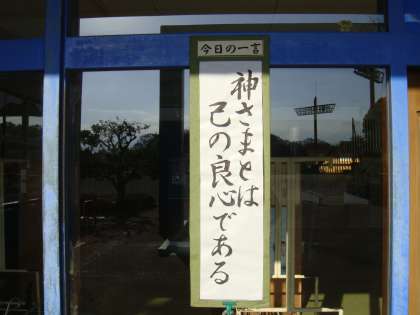 今日の一言
神さまとは
己の良心である